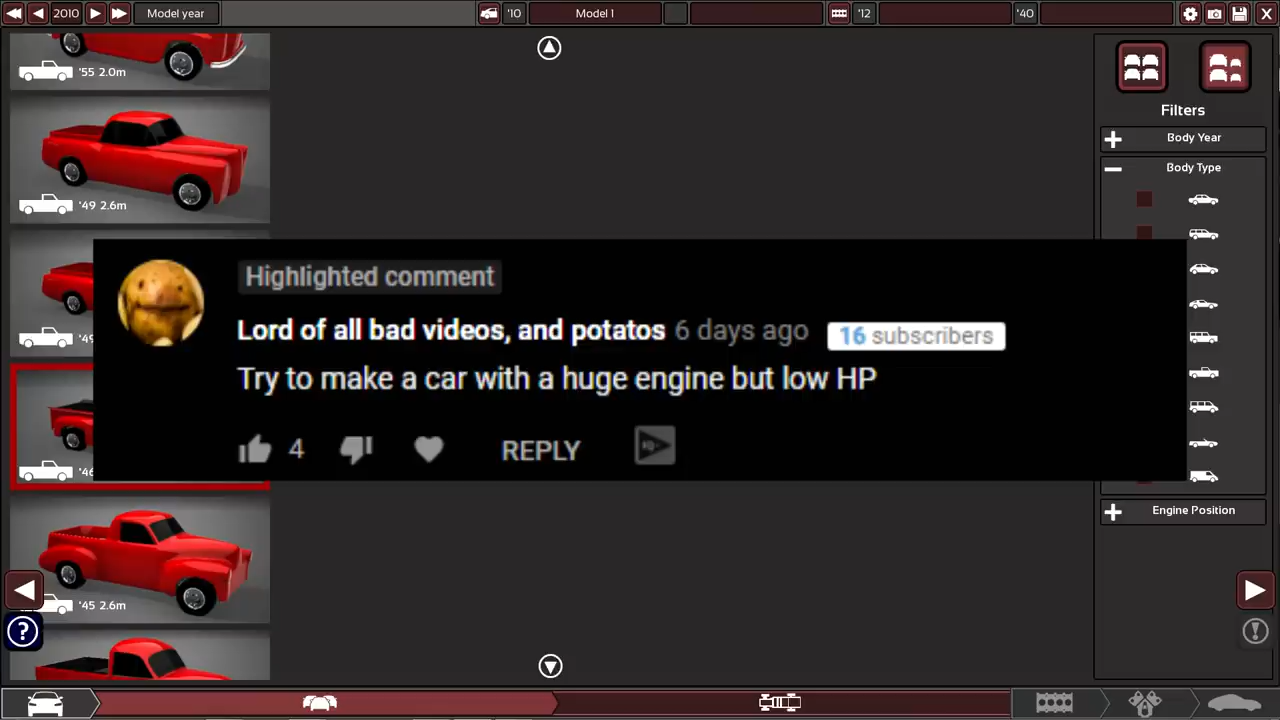 2010
Model year
'10
Model 1
'12
'40
'55 2.0m
'49 2.6m
'49
'46
'45 2.6m
Highlighted comment
Lord of all bad videos, and potatos 6 days ago 16 subscribers
Try to make a car with a huge engine but low HP
4
REPLY
Filters
Body Year
Body Type
Engine Position
?